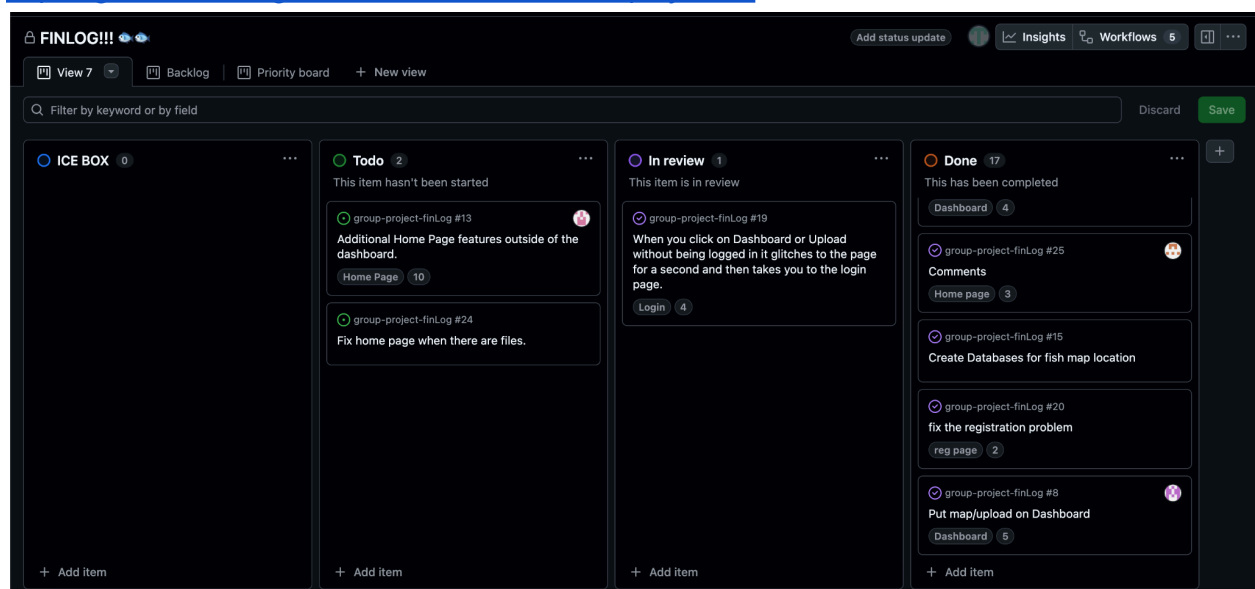 FINLOG!!! 🐟🐟
Add status update
Insights
Workflows 5
View 7
Backlog
Priority board
+ New view
Filter by keyword or by field
Discard
Save
ICE BOX 0
+ Add item
Todo 2
This item hasn't been started
group-project-finLog #13
Additional Home Page features outside of the
dashboard.
Home Page 10
group-project-finLog #24
Fix home page when there are files.
+ Add item
In review 1
This item is in review
group-project-finLog #19
When you click on Dashboard or Upload
without being logged in it glitches to the page
for a second and then takes you to the login
page.
Login 4
+ Add item
Done 17
This has been completed
Dashboard 4
group-project-finLog #25
Comments
Home page 3
group-project-finLog #15
Create Databases for fish map location
group-project-finLog #20
fix the registration problem
reg page 2
group-project-finLog #8
Put map/upload on Dashboard
Dashboard 5
+ Add item